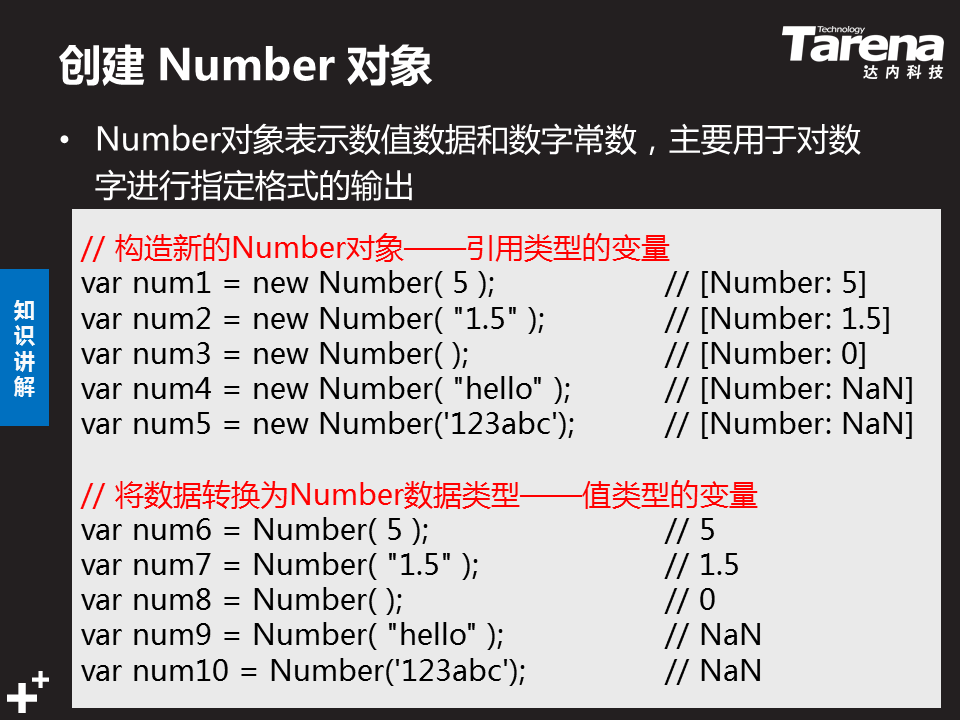 创建 Number 对象
Technology
Tarena
达内科技
• Number对象表示数值数据和数字常数，主要用于对数
字进行指定格式的输出
知识讲解
// 构造新的Number对象——引用类型的变量
var num1 = new Number( 5 ); // [Number: 5]
var num2 = new Number( "1.5" ); // [Number: 1.5]
var num3 = new Number( ); // [Number: 0]
var num4 = new Number( "hello" ); // [Number: NaN]
var num5 = new Number('123abc'); // [Number: NaN]
// 将数据转换为Number数据类型——值类型的变量
var num6 = Number( 5 ); // 5
var num7 = Number( "1.5" ); // 1.5
var num8 = Number( ); // 0
var num9 = Number( "hello" ); // NaN
var num10 = Number('123abc'); // NaN